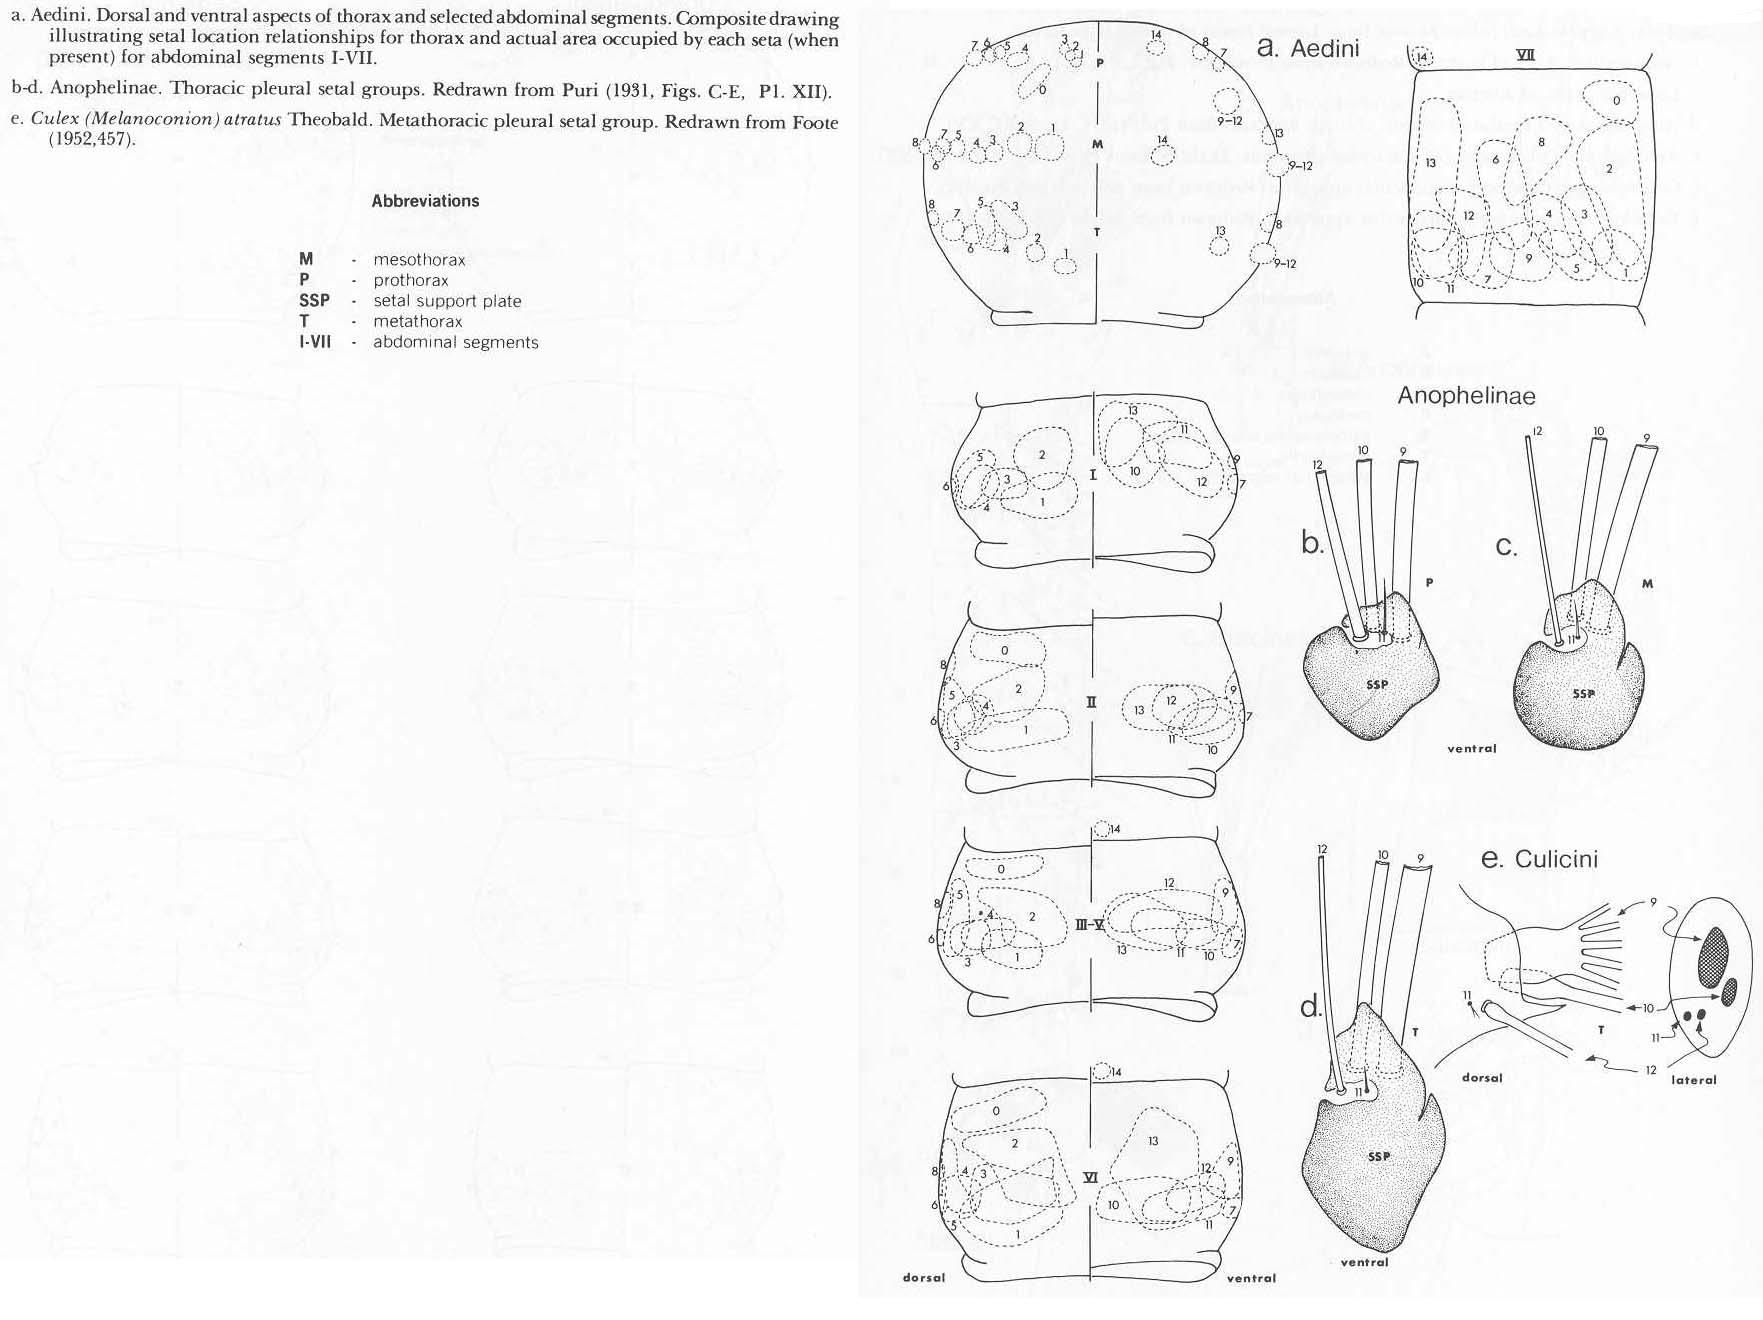 a. Aedini. Dorsal and ventral aspects of thorax and selected abdominal segments. Composite drawing
illustrating setal location relationships for thorax and actual area occupied by each seta (when
present) for abdominal segments I-VII.
b-d. Anophelinae. Thoracic pleural setal groups. Redrawn from Puri (1931, Figs. C-E, Pl. XII).
e. Culex (Melanoconion) atratus Theobald. Metathoracic pleural setal group. Redrawn from Foote
(1952,457).
Abbreviations
M - mesothorax
P - prothorax
SSP - setal support plate
T - metathorax
I-VII - abdominal segments
a. Aedini
7 6 5 4 3 2 1 P 14 8 7
0 9-12
8 7 6 5 4 3 2 1 M 14 13 9-12
8 7 6 5 4 3 2 1 T 13 8 9-12
14 VII
0
13 6 8 2
12 4 3
10 11 7 9 5 1
5 2 I 13 11 9
6 4 3 1 10 12 7
0 II
8 5 4 2 13 12 9
6 3 1 11 10 7
14
0 III-V
8 5 4 2 12 9
6 3 1 13 11 10 7
14
0 VI
2 13
8 4 3 12 9
6 5 1 10 11 7
dorsal ventral
Anophelinae
b. 12 10 9 P
11
SSP
c. 12 10 9 M
11
SSP
ventral
d. 12 10 9 T
11
SSP
ventral
e. Culicini
9
10
11 T 11
12
dorsal lateral